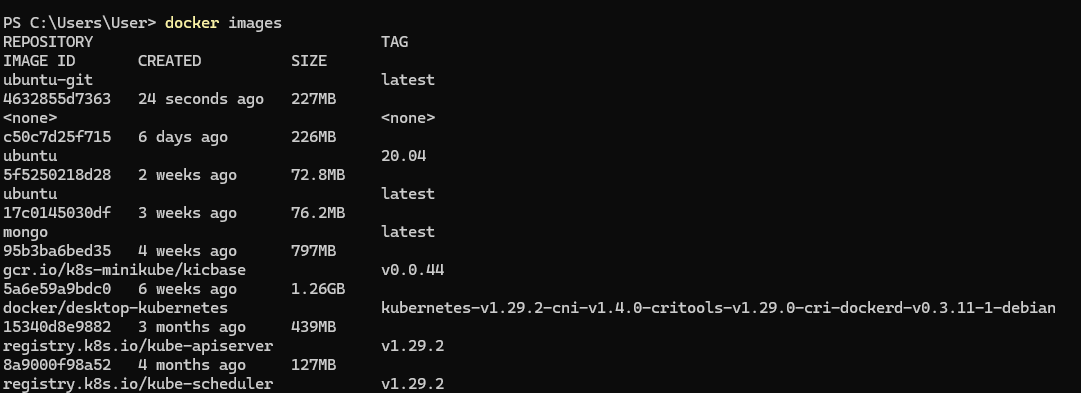 PS C:\Users\User> docker images
REPOSITORY                                TAG
IMAGE ID       CREATED          SIZE
ubuntu-git                                latest
4632855d7363   24 seconds ago   227MB
<none>                                    <none>
c50c7d25f715   6 days ago       226MB
ubuntu                                    20.04
5f5250218d28   2 weeks ago      72.8MB
ubuntu                                    latest
17c0145030df   3 weeks ago      76.2MB
mongo                                     latest
95b3ba6bed35   4 weeks ago      797MB
gcr.io/k8s-minikube/kicbase               v0.0.44
5a6e59a9bdc0   6 weeks ago      1.26GB
docker/desktop-kubernetes                 kubernetes-v1.29.2-cni-v1.4.0-critools-v1.29.0-cri-dockerd-v0.3.11-1-debian
15340d8e9882   3 months ago     439MB
registry.k8s.io/kube-apiserver            v1.29.2
8a9000f98a52   4 months ago     127MB
registry.k8s.io/kube-scheduler            v1.29.2